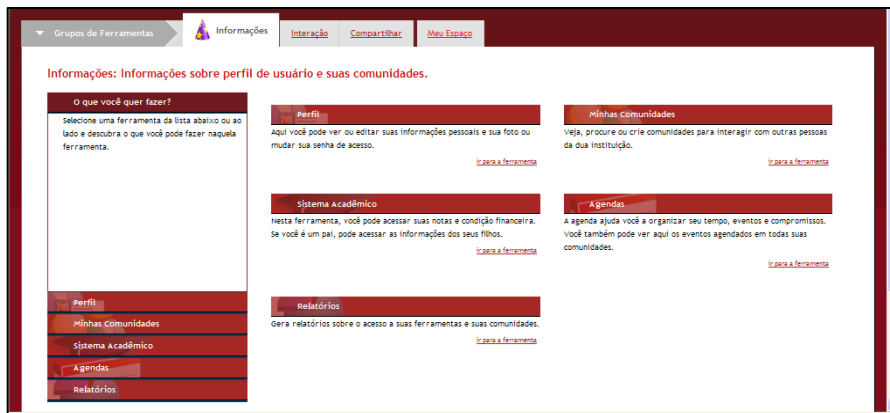 Grupos de Ferramentas
Informações
Interação
Compartilhar
Meu Espaço
Informações: Informações sobre perfil de usuário e suas comunidades.
O que você quer fazer?
Selecione uma ferramenta da lista abaixo ou ao
lado e descubra o que você pode fazer naquela
ferramenta.
Perfil
Minhas Comunidades
Sistema Acadêmico
Agendas
Relatórios
Perfil
Aqui você pode ver ou editar suas informações pessoais e sua foto ou
mudar sua senha de acesso.
ir para a ferramenta
Minhas Comunidades
Veja, procure ou crie comunidades para interagir com outras pessoas
da dua instituição.
ir para a ferramenta
Sistema Acadêmico
Nesta ferramenta, você pode acessar suas notas e condição financeira.
Se você é um pai, pode acessar as informações dos seus filhos.
ir para a ferramenta
Agendas
A agenda ajuda você a organizar seu tempo, eventos e compromissos.
Você também pode ver aqui os eventos agendados em todas suas
comunidades.
ir para a ferramenta
Relatórios
Gera relatórios sobre o acesso a suas ferramentas e suas comunidades.
ir para a ferramenta